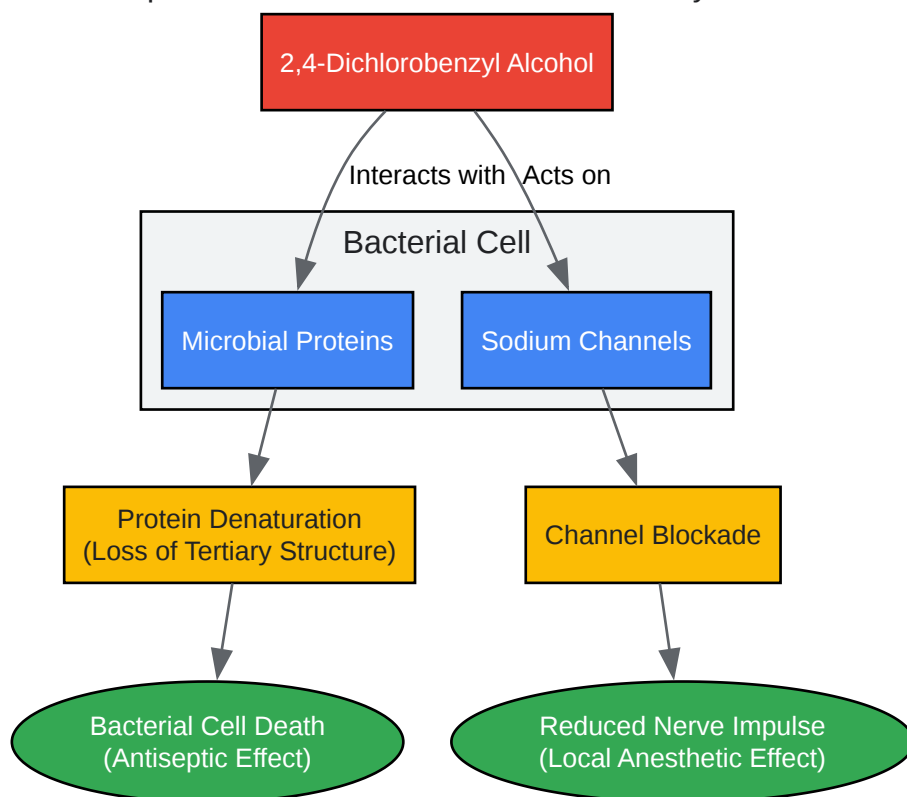 2,4-Dichlorobenzyl Alcohol
Interacts with
Acts on
Bacterial Cell
Microbial Proteins
Sodium Channels
Protein Denaturation
(Loss of Tertiary Structure)
Channel Blockade
Bacterial Cell Death
(Antiseptic Effect)
Reduced Nerve Impulse
(Local Anesthetic Effect)